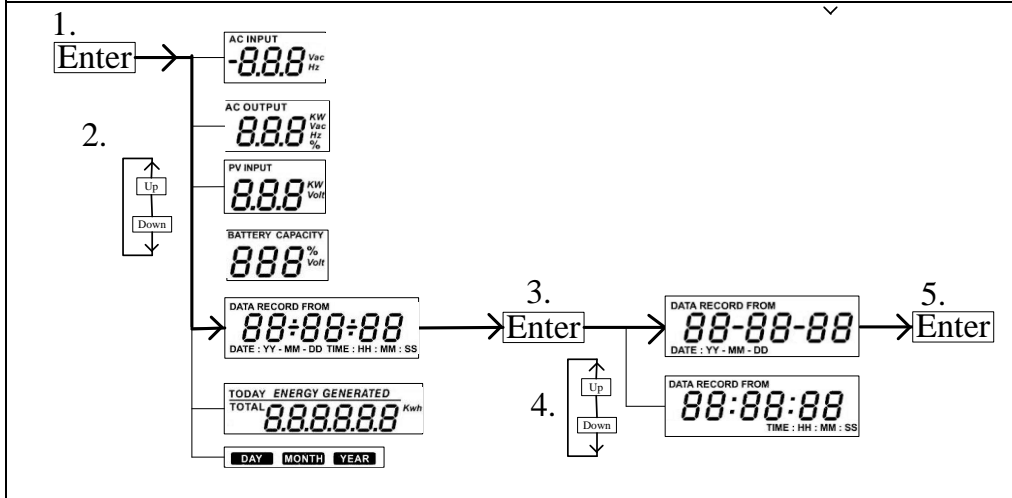 1.
Enter
2.
Up
Down
AC INPUT
-8.8.8 Vac
Hz
AC OUTPUT
8.8.8 KW
Vac
Hz
%
PV INPUT
8.8.8 KW
Volt
BATTERY CAPACITY
888 %
Volt
DATA RECORD FROM
88:88:88
DATE : YY - MM - DD TIME : HH : MM : SS
TODAY ENERGY GENERATED
TOTAL 8.8.8.8.8.8 Kwh
DAY MONTH YEAR
3.
Enter
4.
Up
Down
DATA RECORD FROM
88-88-88
DATE : YY - MM - DD
DATA RECORD FROM
88:88:88
TIME : HH : MM : SS
5.
Enter